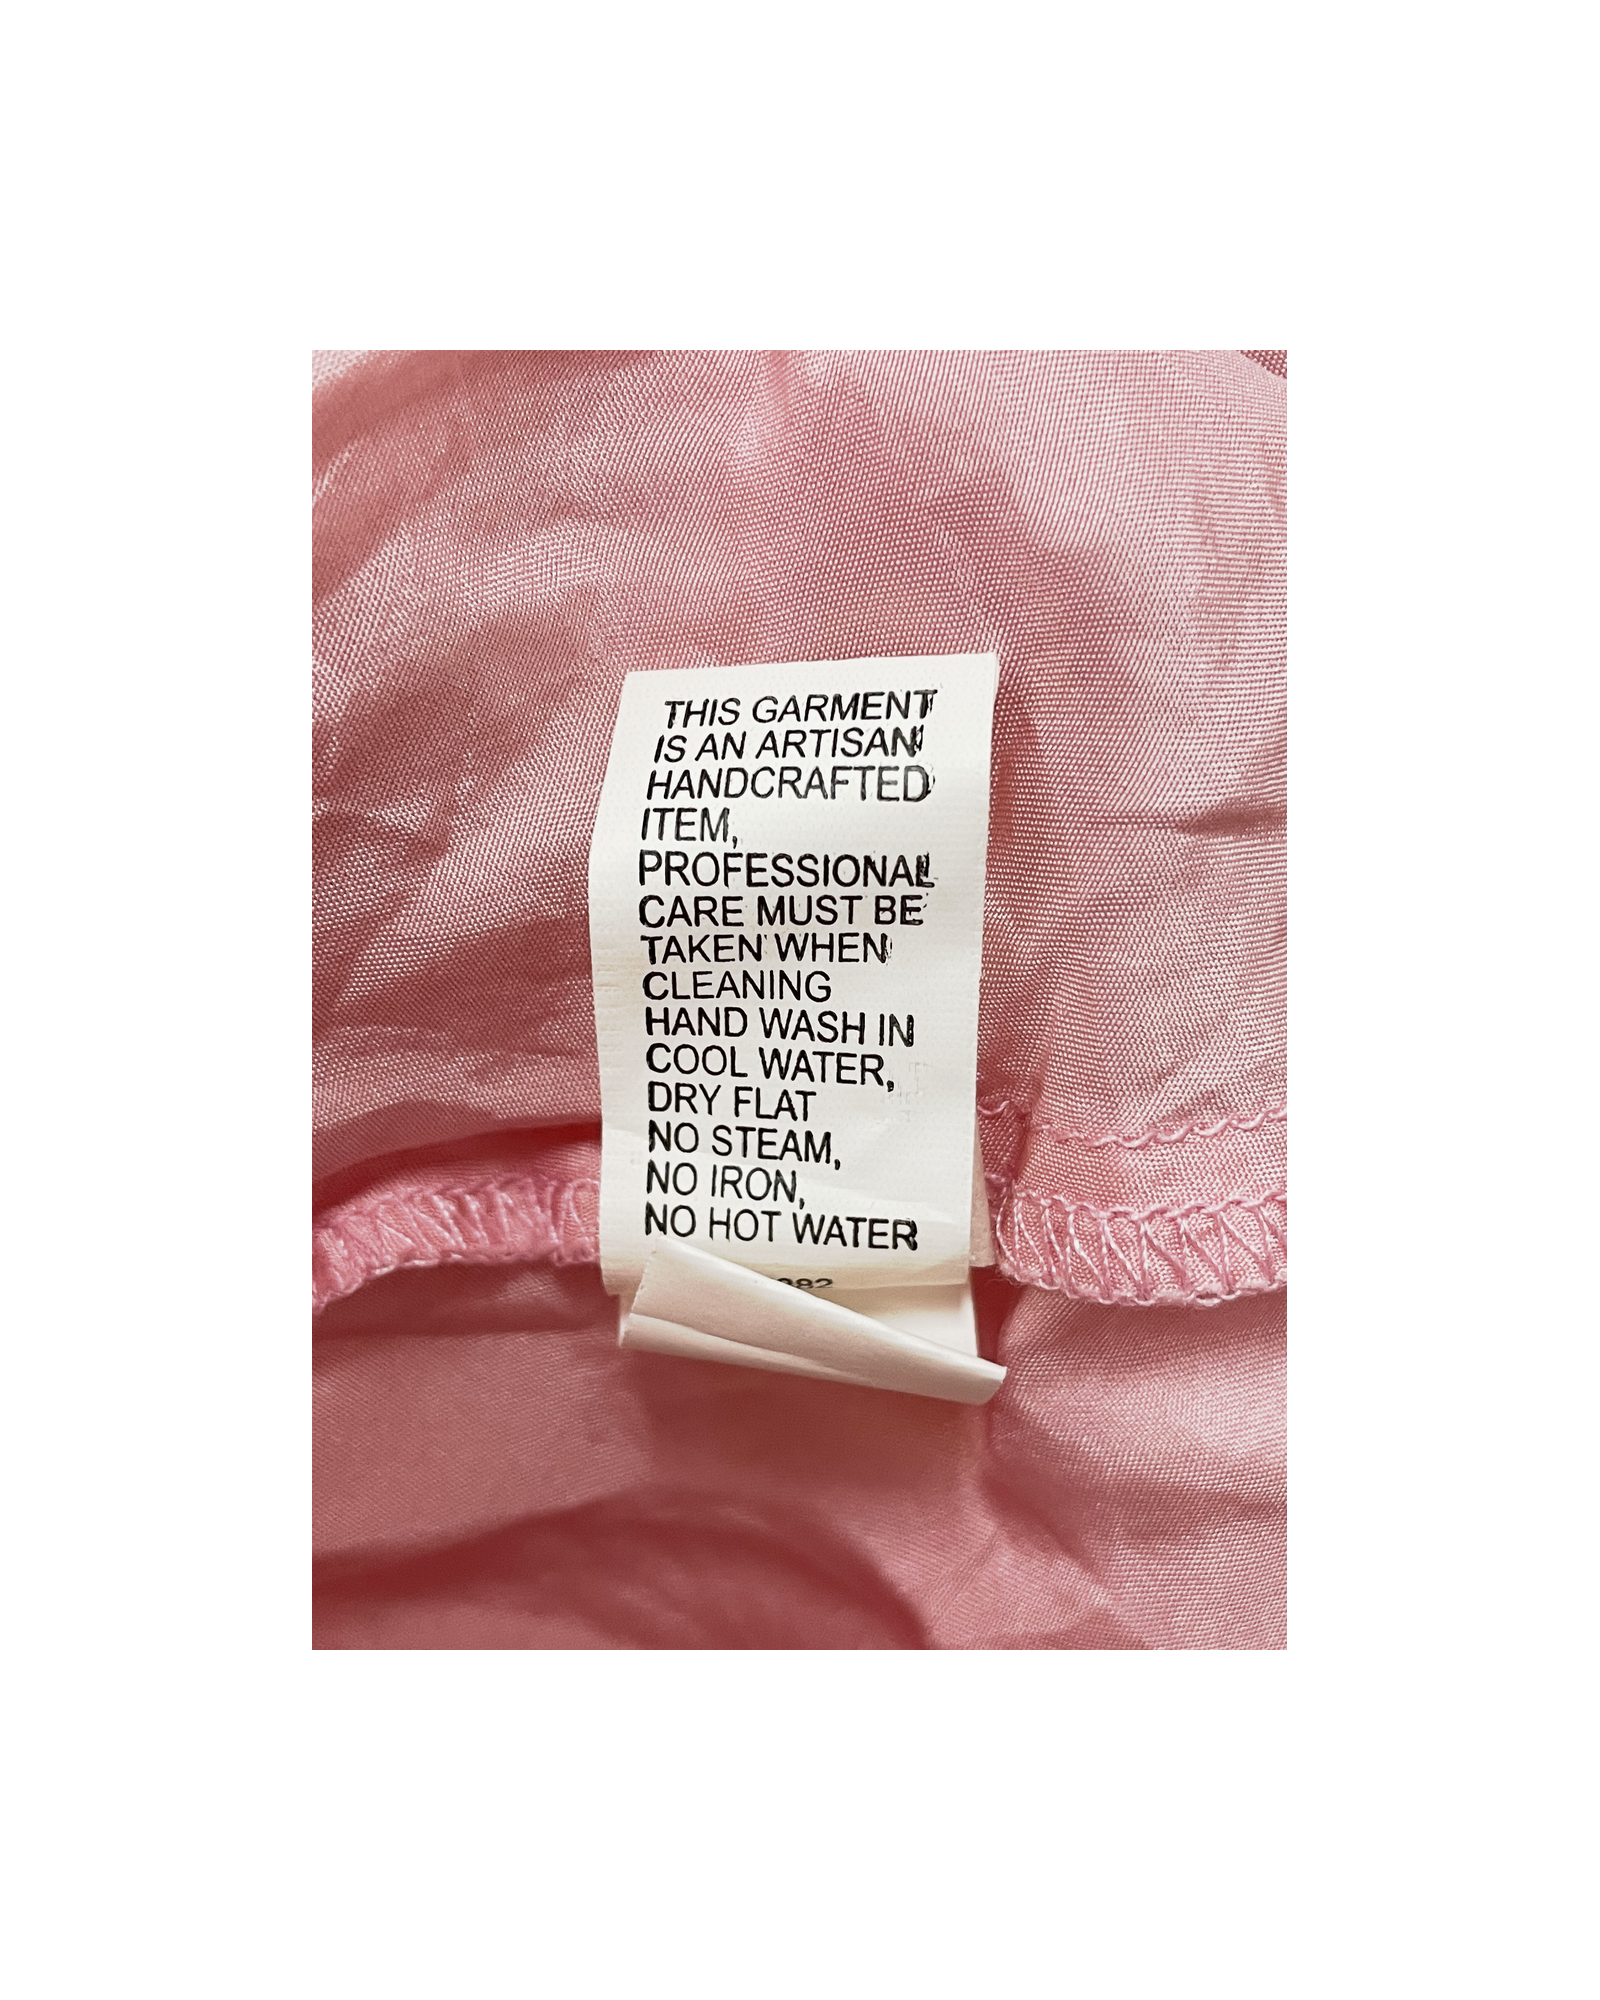 THIS GARMENT
IS AN ARTISAN
HANDCRAFTED
ITEM,
PROFESSIONAL
CARE MUST BE
TAKEN WHEN
CLEANING
HAND WASH IN
COOL WATER,
DRY FLAT
NO STEAM,
NO IRON,
NO HOT WATER